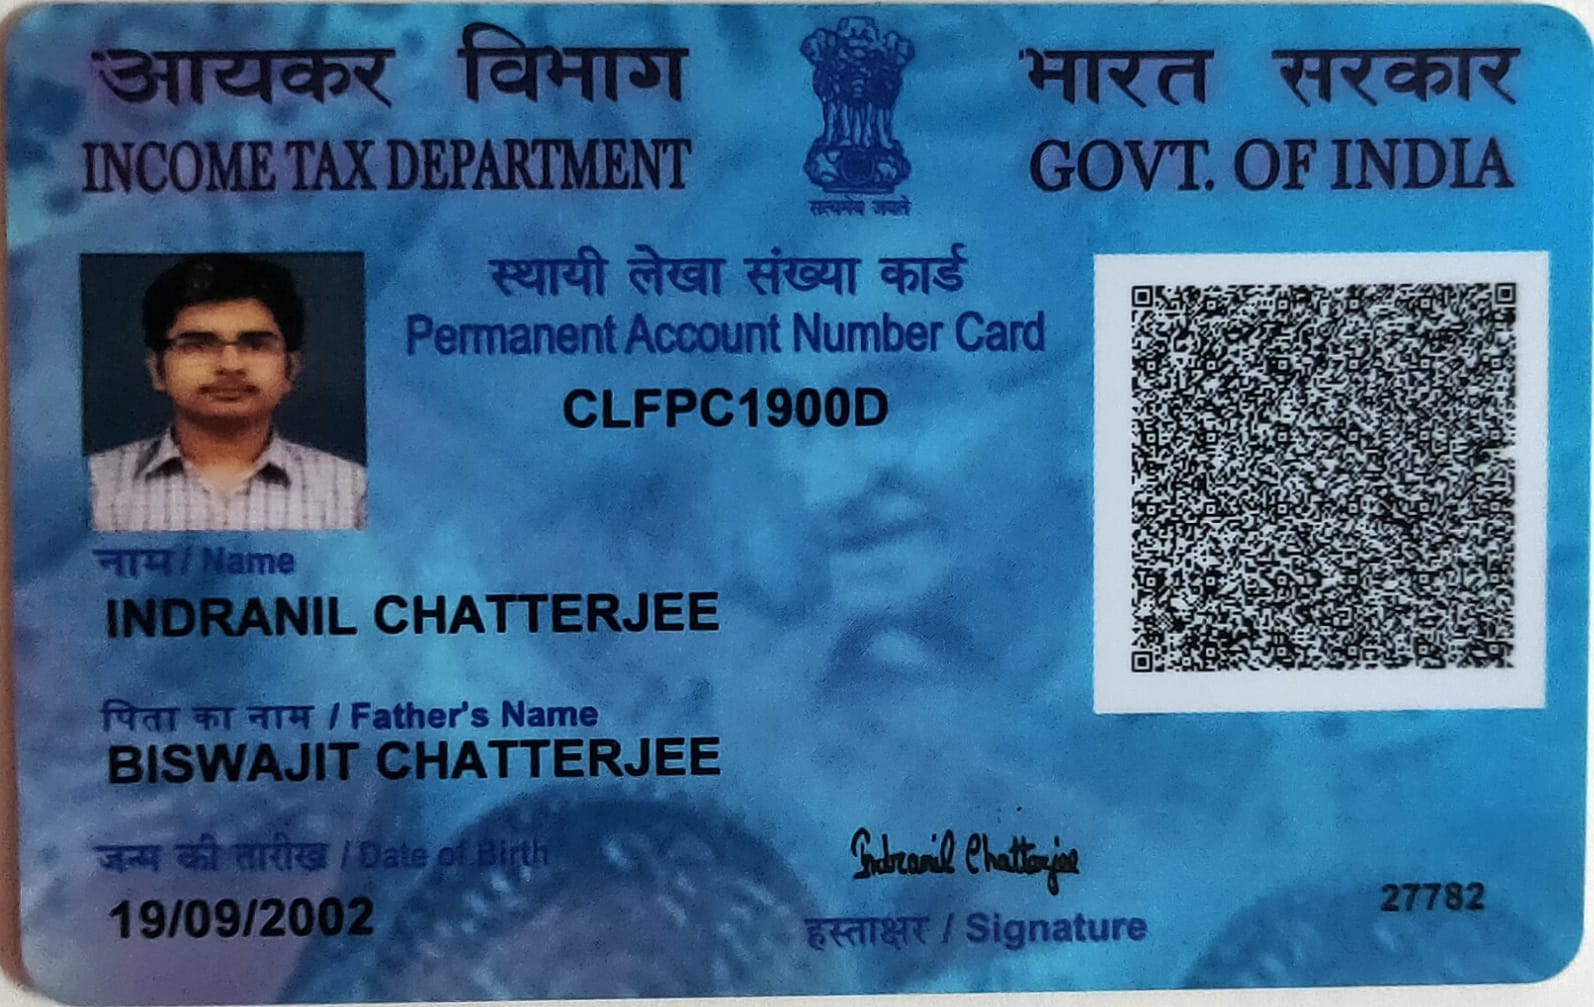 आयकर विभाग
INCOME TAX DEPARTMENT
सत्यमेव जयते
भारत सरकार
GOVT. OF INDIA
स्थायी लेखा संख्या कार्ड
Permanent Account Number Card
CLFPC1900D
नाम / Name
INDRANIL CHATTERJEE
पिता का नाम / Father's Name
BISWAJIT CHATTERJEE
जन्म की तारीख / Date of Birth
19/09/2002
Indranil Chatterjee
हस्ताक्षर / Signature
27782